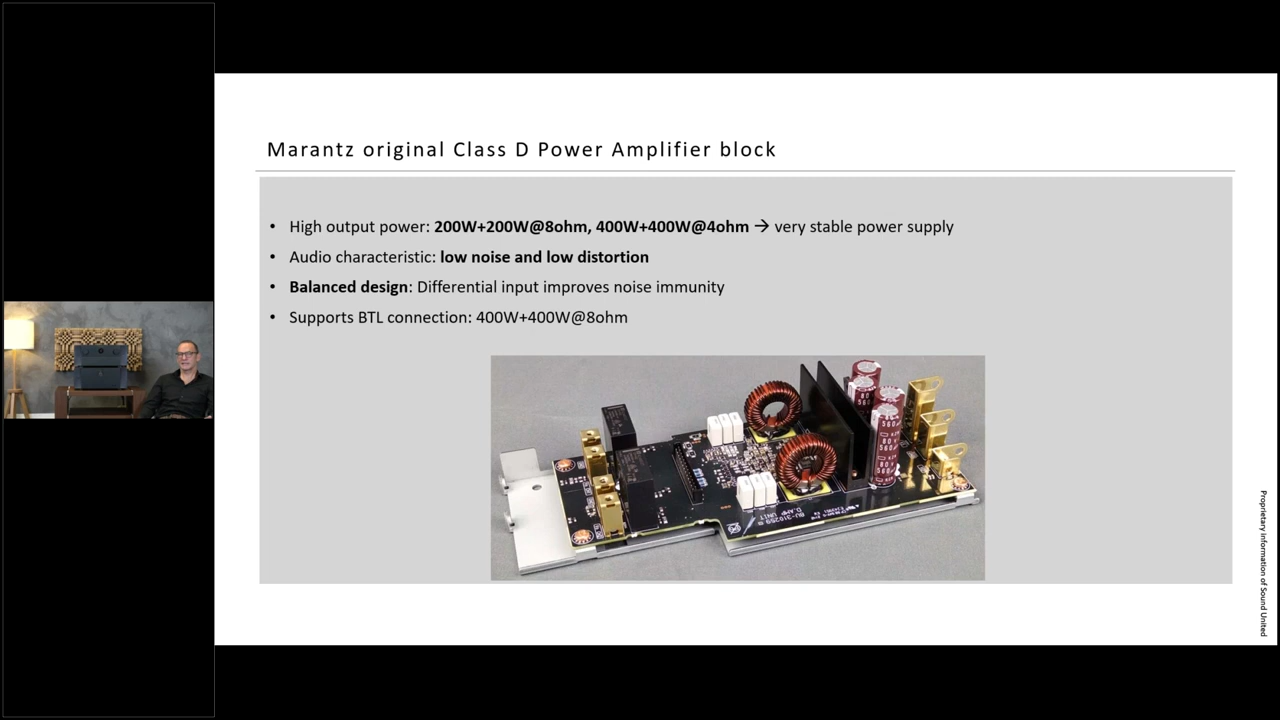 Marantz original Class D Power Amplifier block
• High output power: 200W+200W@8ohm, 400W+400W@4ohm → very stable power supply
• Audio characteristic: low noise and low distortion
• Balanced design: Differential input improves noise immunity
• Supports BTL connection: 400W+400W@8ohm
Proprietary information of Sound United